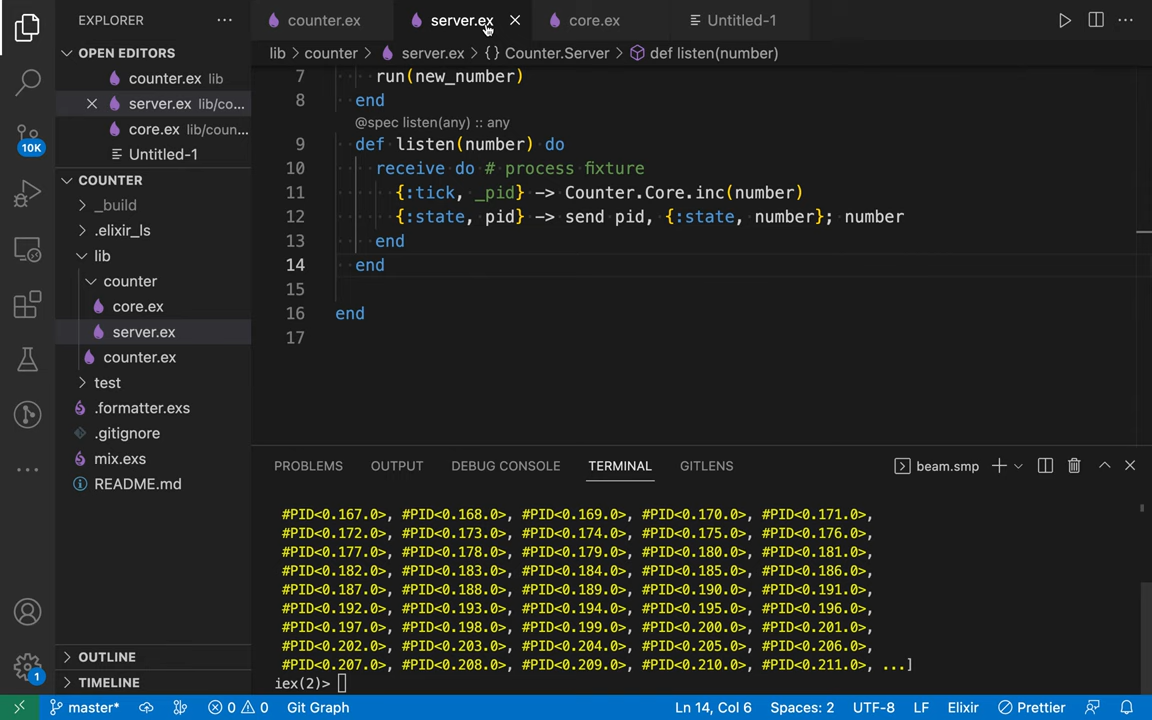 EXPLORER
OPEN EDITORS
counter.ex lib
server.ex lib/co...
core.ex lib/coun...
Untitled-1
COUNTER
_build
.elixir_ls
lib
counter
core.ex
server.ex
counter.ex
test
.formatter.exs
.gitignore
mix.exs
README.md
OUTLINE
TIMELINE
10K
1
counter.ex server.ex core.ex Untitled-1
lib > counter > server.ex > {} Counter.Server > def listen(number)
7 run(new_number)
8 end
@spec listen(any) :: any
9 def listen(number) do
10 receive do # process fixture
11 {:tick, _pid} -> Counter.Core.inc(number)
12 {:state, pid} -> send pid, {:state, number}; number
13 end
14 end
15
16 end
17
PROBLEMS OUTPUT DEBUG CONSOLE TERMINAL GITLENS beam.smp
#PID<0.167.0>, #PID<0.168.0>, #PID<0.169.0>, #PID<0.170.0>, #PID<0.171.0>,
#PID<0.172.0>, #PID<0.173.0>, #PID<0.174.0>, #PID<0.175.0>, #PID<0.176.0>,
#PID<0.177.0>, #PID<0.178.0>, #PID<0.179.0>, #PID<0.180.0>, #PID<0.181.0>,
#PID<0.182.0>, #PID<0.183.0>, #PID<0.184.0>, #PID<0.185.0>, #PID<0.186.0>,
#PID<0.187.0>, #PID<0.188.0>, #PID<0.189.0>, #PID<0.190.0>, #PID<0.191.0>,
#PID<0.192.0>, #PID<0.193.0>, #PID<0.194.0>, #PID<0.195.0>, #PID<0.196.0>,
#PID<0.197.0>, #PID<0.198.0>, #PID<0.199.0>, #PID<0.200.0>, #PID<0.201.0>,
#PID<0.202.0>, #PID<0.203.0>, #PID<0.204.0>, #PID<0.205.0>, #PID<0.206.0>,
#PID<0.207.0>, #PID<0.208.0>, #PID<0.209.0>, #PID<0.210.0>, #PID<0.211.0>, ...]
iex(2)>
master* 0 0 Git Graph Ln 14, Col 6 Spaces: 2 UTF-8 LF Elixir Prettier